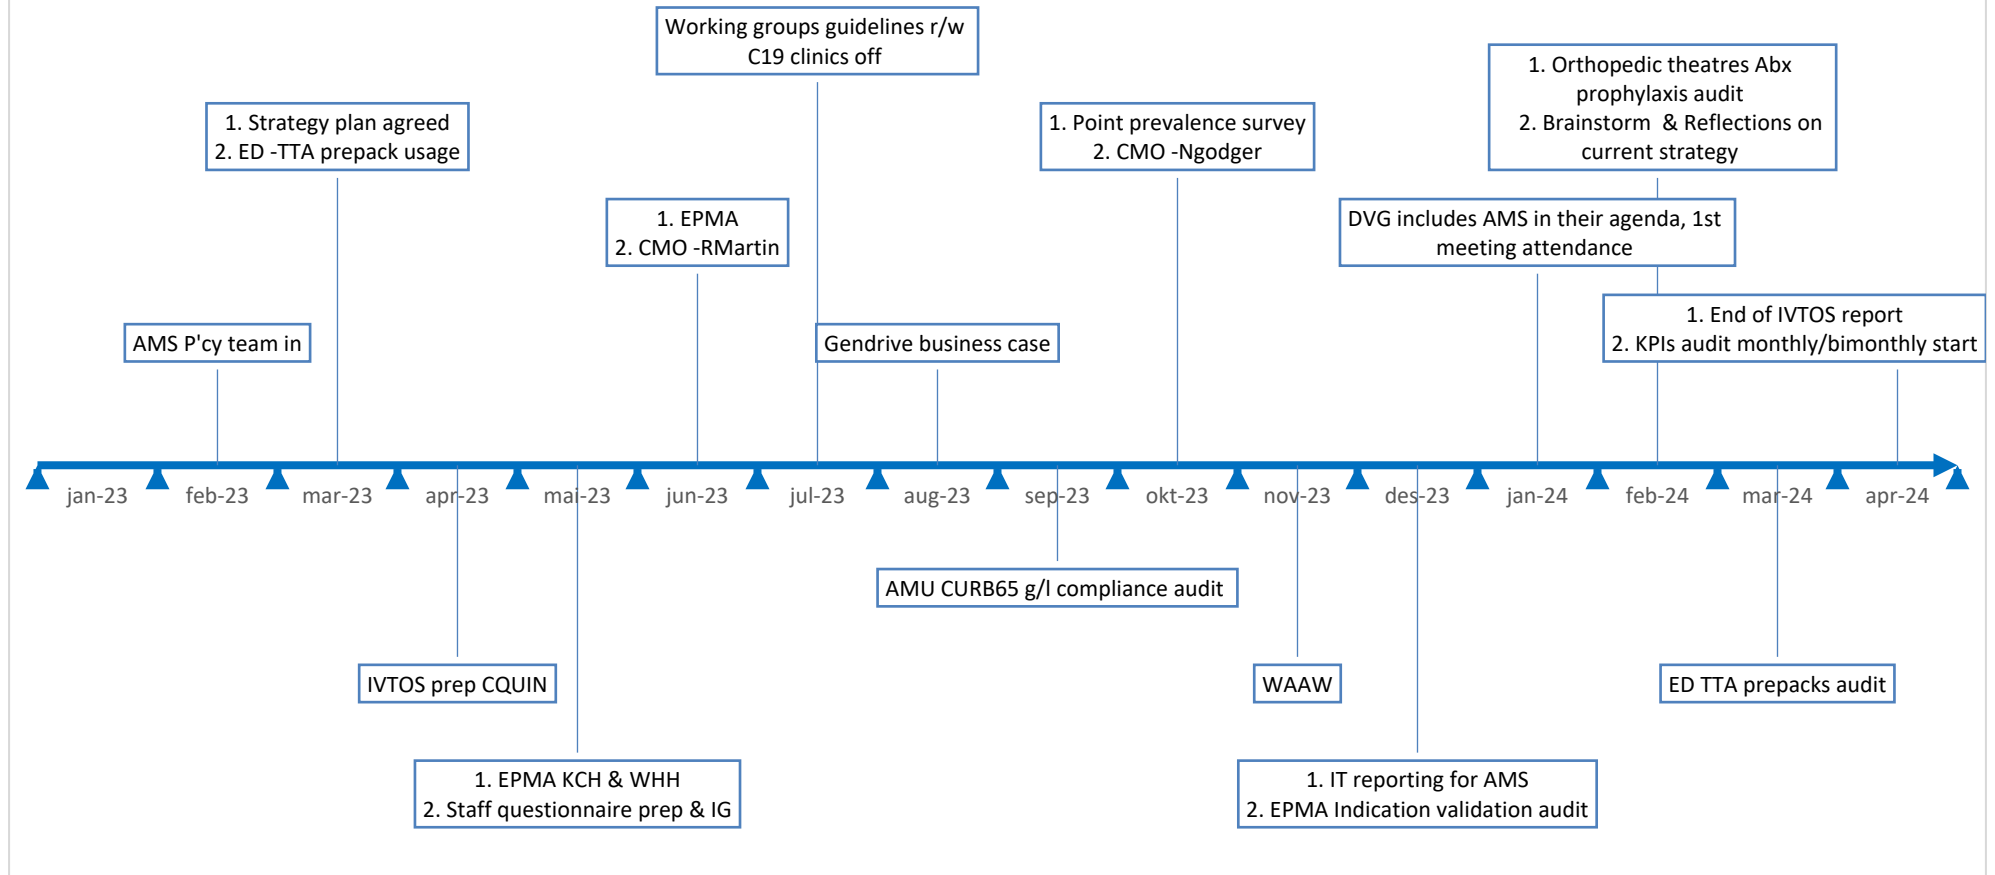 Working groups guidelines r/w
C19 clinics off
1. Orthopedic theatres Abx
prophylaxis audit
2. Brainstorm & Reflections on
current strategy
1. Strategy plan agreed
2. ED -TTA prepack usage
1. Point prevalence survey
2. CMO -Ngodger
1. EPMA
2. CMO -RMartin
DVG includes AMS in their agenda, 1st
meeting attendance
AMS P'cy team in
Gendrive business case
1. End of IVTOS report
2. KPIs audit monthly/bimonthly start
jan-23 feb-23 mar-23 apr-23 mai-23 jun-23 jul-23 aug-23 sep-23 okt-23 nov-23 des-23 jan-24 feb-24 mar-24 apr-24
AMU CURB65 g/l compliance audit
IVTOS prep CQUIN
WAAW
ED TTA prepacks audit
1. EPMA KCH & WHH
2. Staff questionnaire prep & IG
1. IT reporting for AMS
2. EPMA Indication validation audit